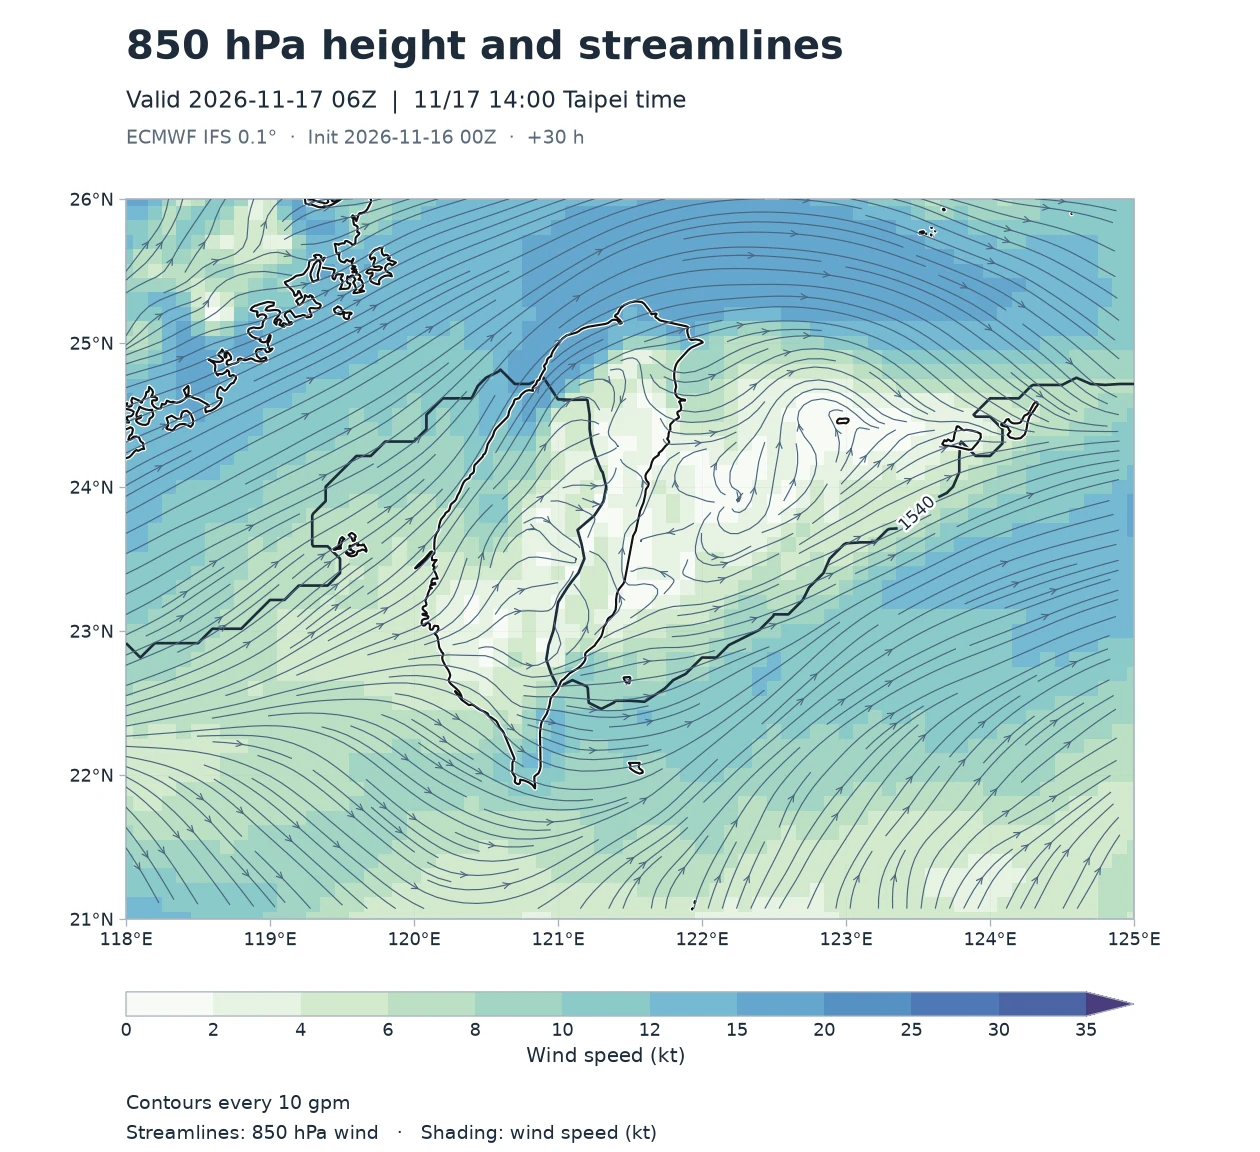 850 hPa height and streamlines
Valid 2026-11-17 06Z | 11/17 14:00 Taipei time
ECMWF IFS 0.1° · Init 2026-11-16 00Z · +30 h
26°N
25°N
24°N
23°N
22°N
21°N
1540
118°E 119°E 120°E 121°E 122°E 123°E 124°E 125°E
0 2 4 6 8 10 12 15 20 25 30 35
Wind speed (kt)
Contours every 10 gpm
Streamlines: 850 hPa wind · Shading: wind speed (kt)